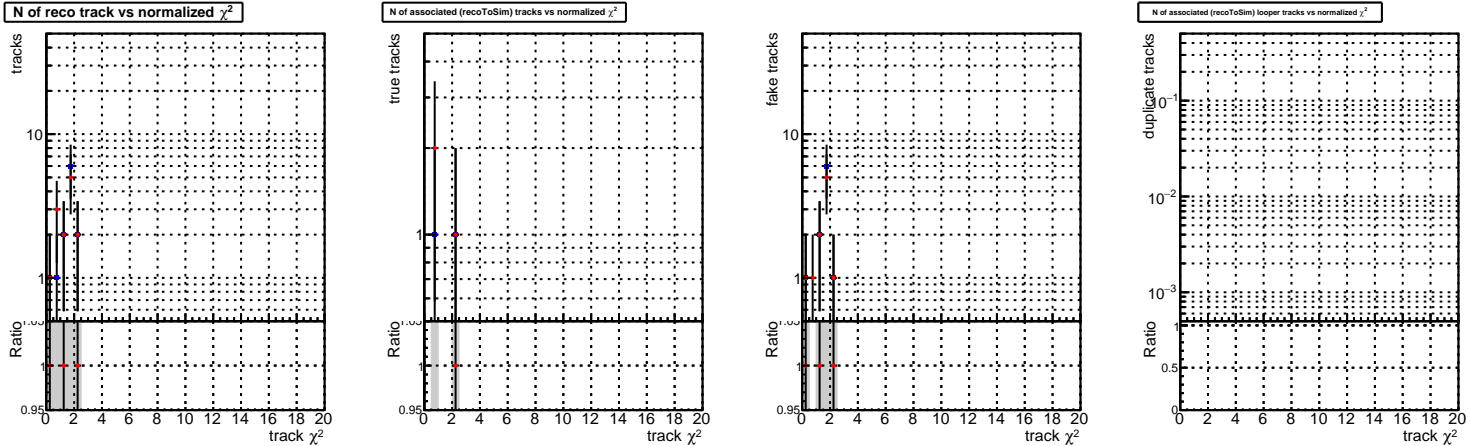 N of reco track vs normalized χ²
tracks
10
1
Ratio
1
0.95
0 2 4 6 8 10 12 14 16 18 20
track χ²
N of associated (recoToSim) tracks vs normalized χ²
true tracks
1
Ratio
1
0.95
0 2 4 6 8 10 12 14 16 18 20
track χ²
fake tracks
10
1
Ratio
1
0.95
0 2 4 6 8 10 12 14 16 18 20
track χ²
N of associated (recoToSim) looper tracks vs normalized χ²
duplicate tracks
10⁻¹
10⁻²
10⁻³
Ratio
1
0.5
0
0 2 4 6 8 10 12 14 16 18 20
track χ²